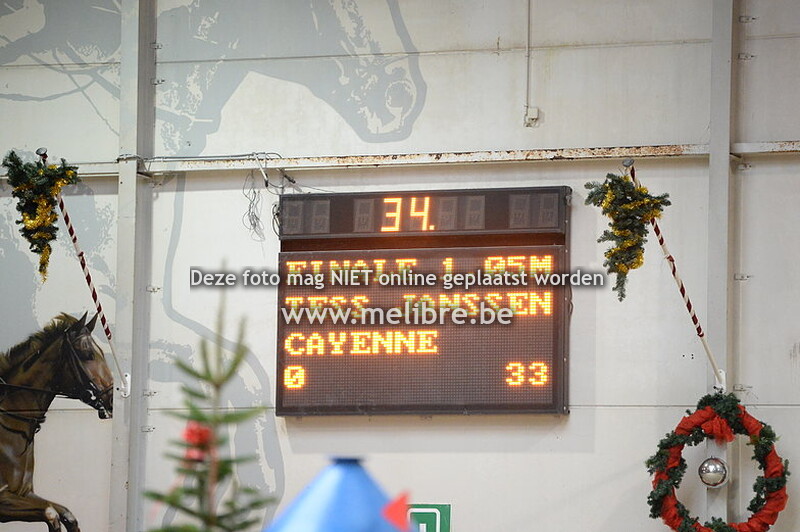 34.
FINALE 1.05M
Deze foto mag NIET online geplaatst worden
TESS JANSSEN
www.melibre.be
CAYENNE
0 33